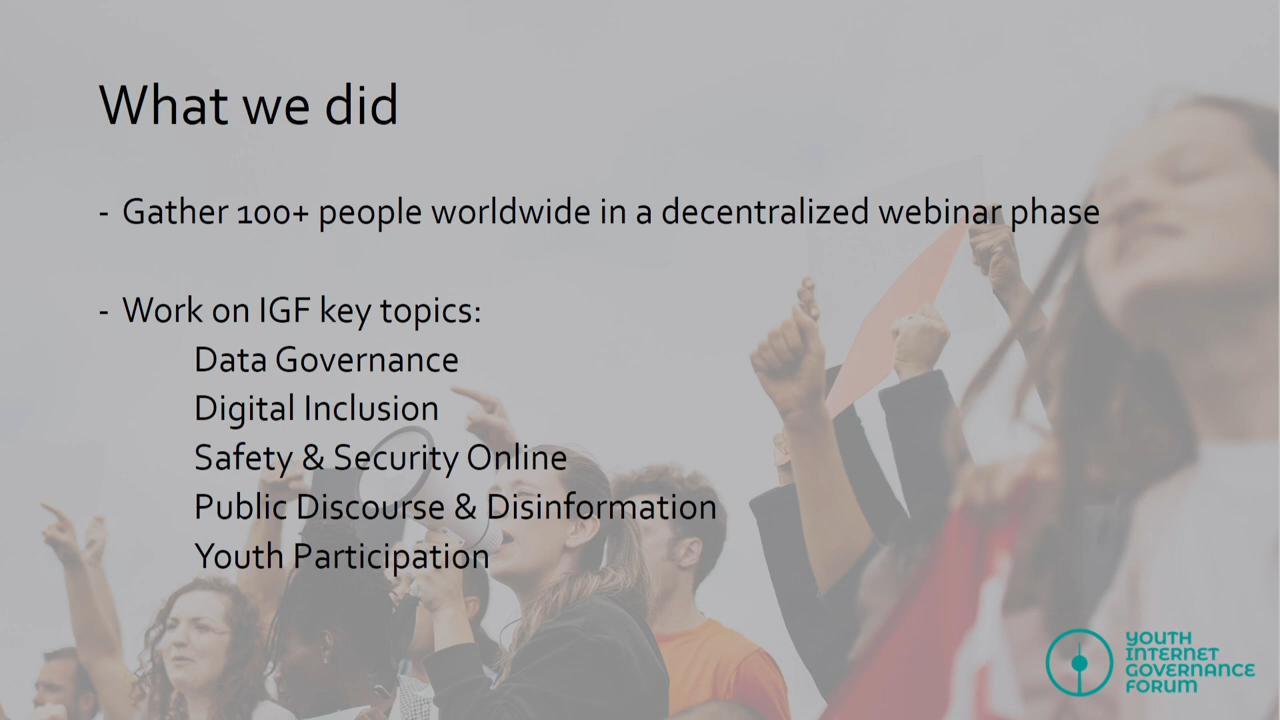 What we did
- Gather 100+ people worldwide in a decentralized webinar phase
- Work on IGF key topics:
Data Governance
Digital Inclusion
Safety & Security Online
Public Discourse & Disinformation
Youth Participation
YOUTH
INTERNET
GOVERNANCE
FORUM